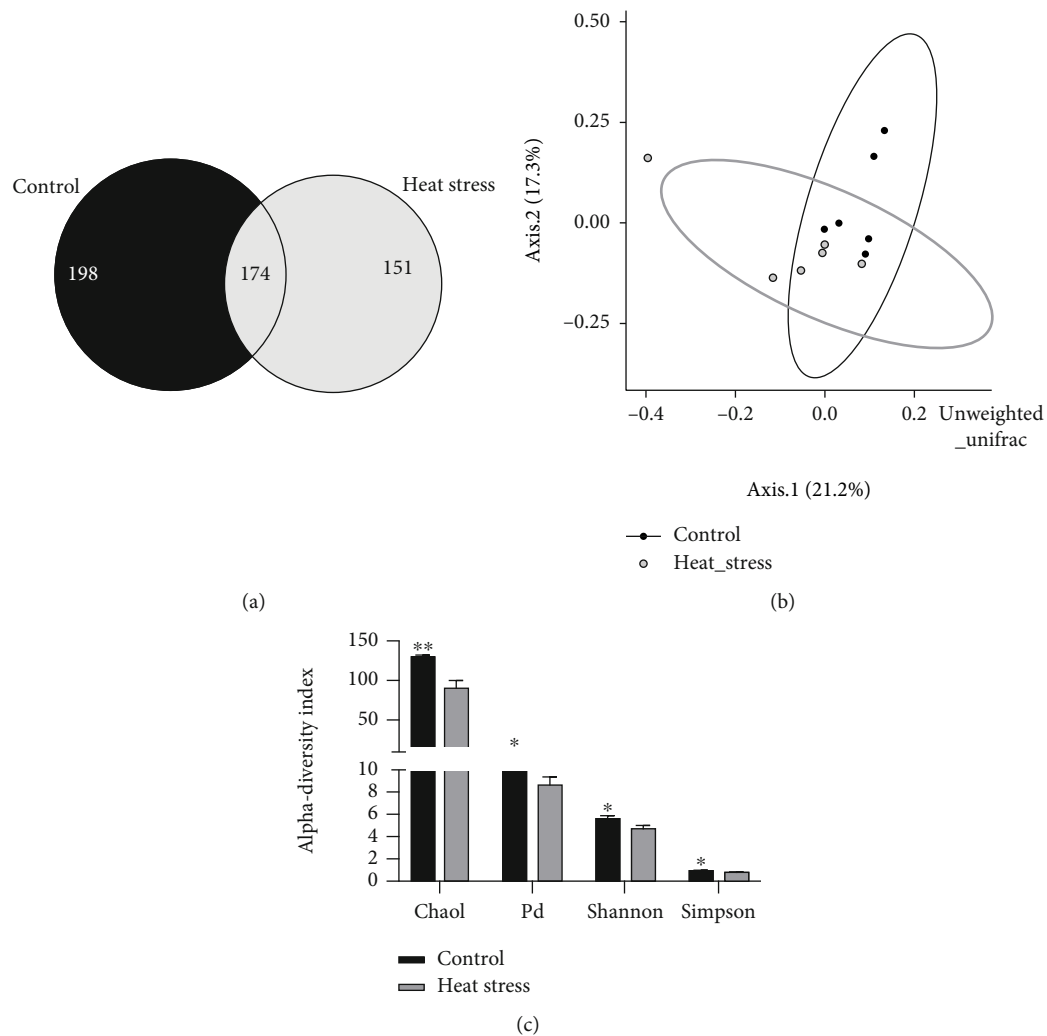 Control
Heat stress
198
174
151
(a)
0.50
0.25
0.00
−0.25
Axis.2 (17.3%)
−0.4
−0.2
0.0
0.2
Unweighted
_unifrac
Axis.1 (21.2%)
Control
Heat_stress
(b)
Alpha-diversity index
150
100
50
10
8
6
4
2
0
**
*
*
*
Chaol
Pd
Shannon
Simpson
Control
Heat stress
(c)